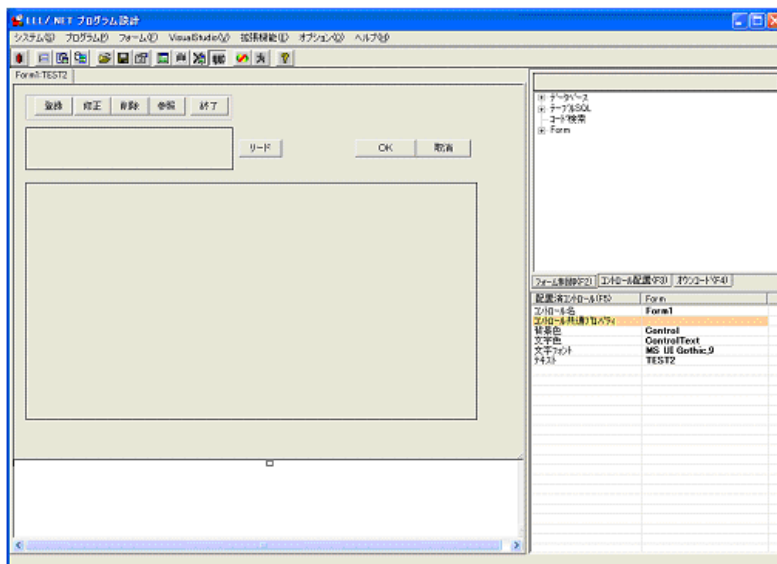 CELL/ NET プログラム設計
システム(S) プログラム(P) フォーム(E) VisualStudio(V) 拡張機能(I) オプション(O) ヘルプ(H)
Form1:TEST2
登録 修正 削除 参照 終了
リード OK 取消
データベース
テーブルSQL
コード検索
Form
フォーム制御(F2) コントロール配置(F3) オウンコード(F4)
配置済コントロール(F5) Form
コントロール名 Form1
コントロール共通プロパティ
背景色 Control
文字色 ControlText
文字フォント MS UI Gothic,9
テキスト TEST2